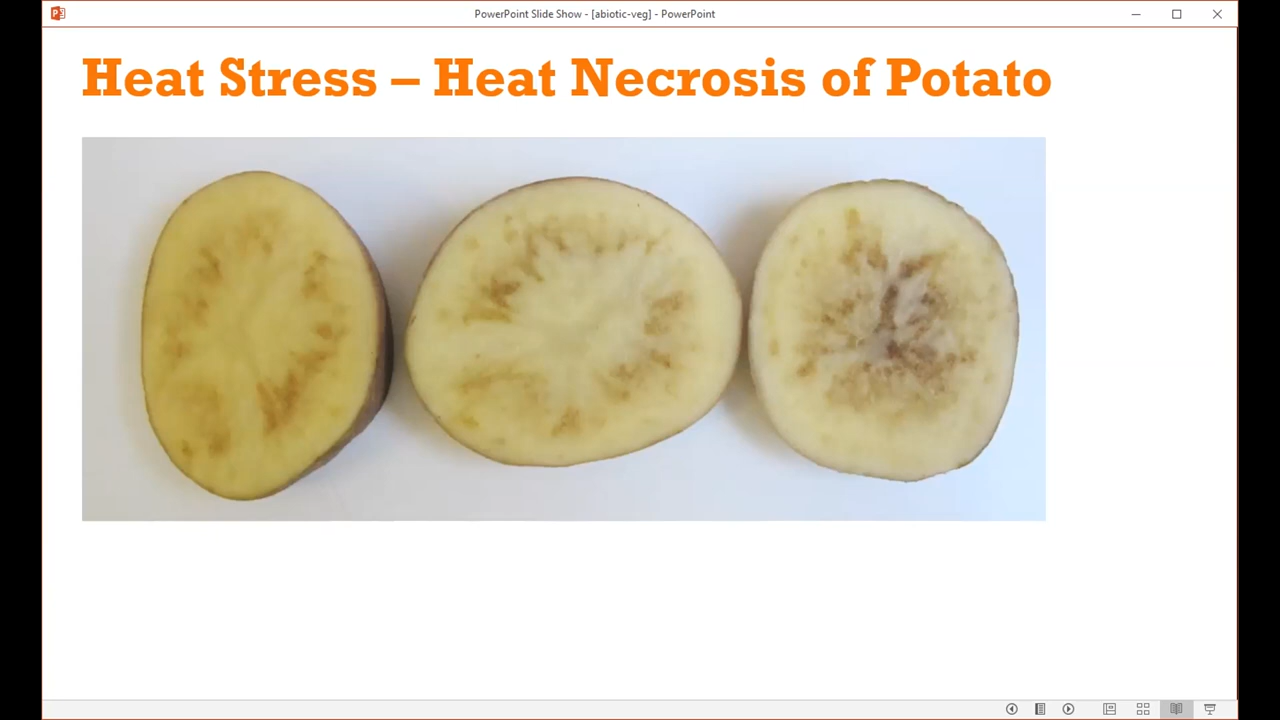 PowerPoint Slide Show - [abiotic-veg] - PowerPoint
Heat Stress – Heat Necrosis of Potato